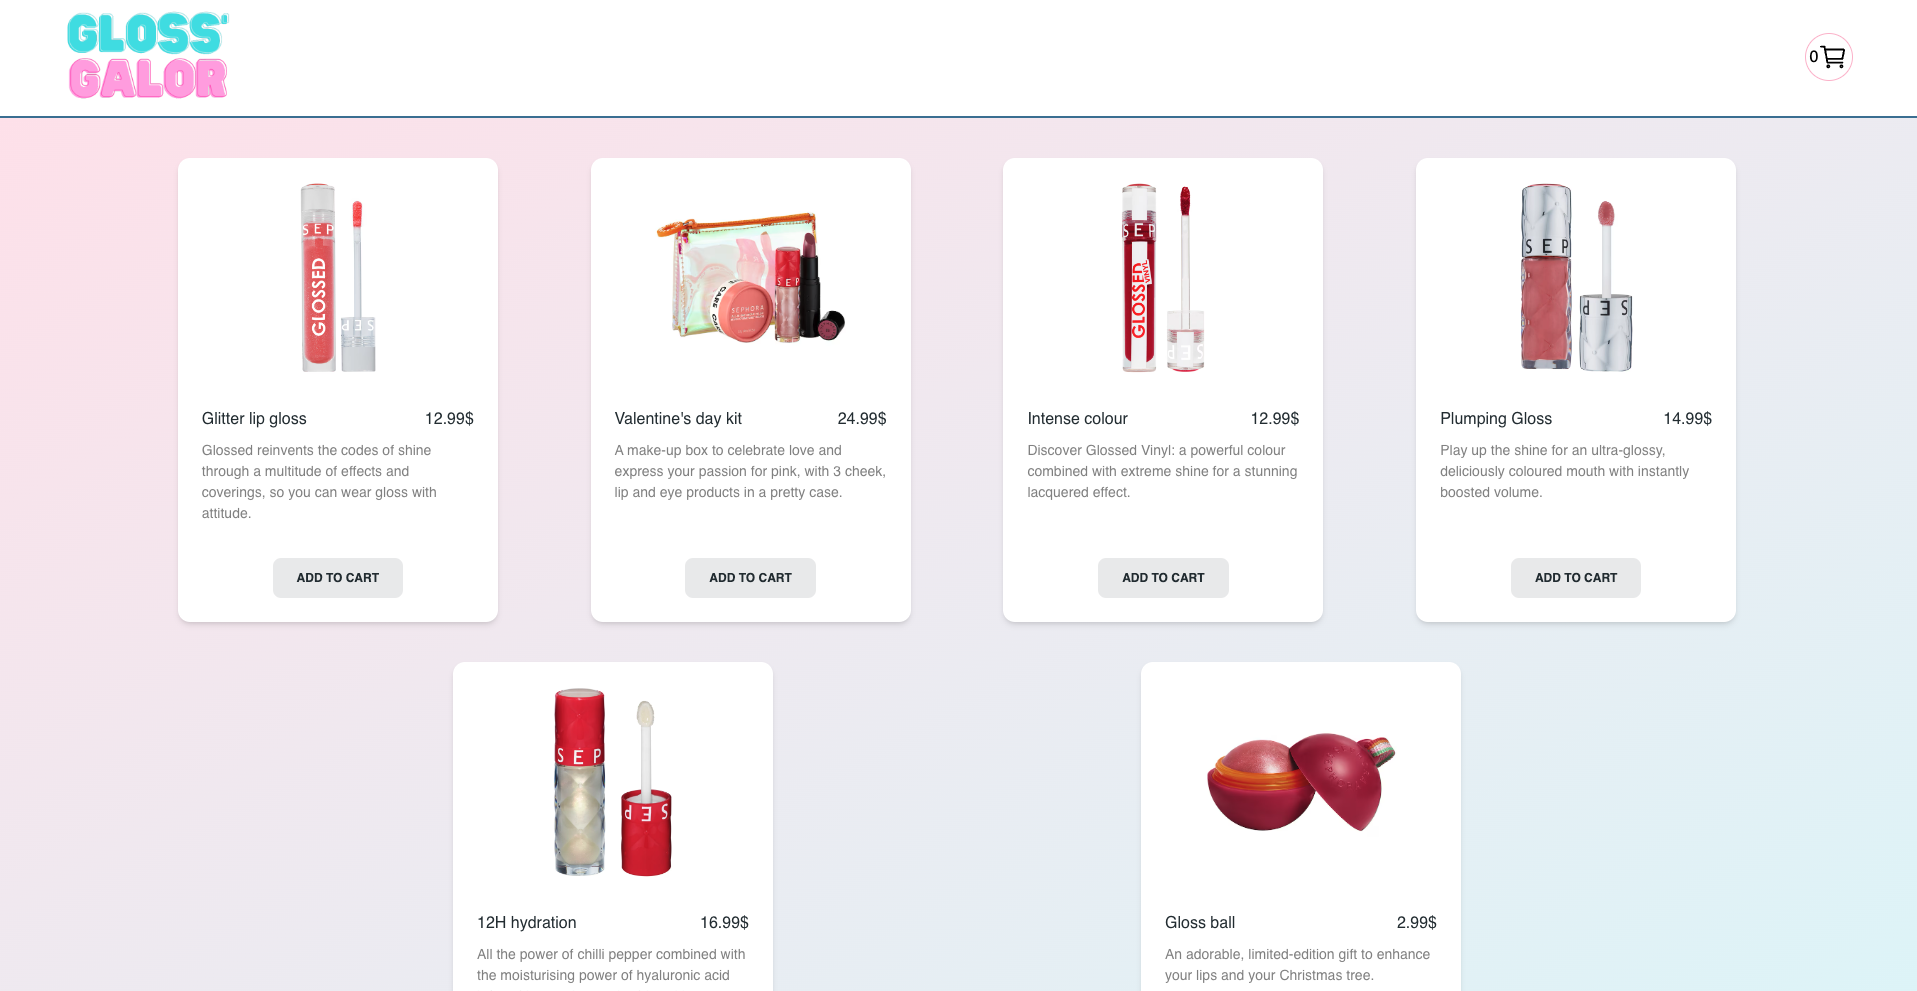 GLOSS'
GALOR
0
SEP
GLOSSED
SEP
SEPHORA
CARE
SEP
SEP
GLOSSED
VINYL
SEP
SEP
SEP
Glitter lip gloss 12.99$
Glossed reinvents the codes of shine
through a multitude of effects and
coverings, so you can wear gloss with
attitude.
ADD TO CART
Valentine's day kit 24.99$
A make-up box to celebrate love and
express your passion for pink, with 3 cheek,
lip and eye products in a pretty case.
ADD TO CART
Intense colour 12.99$
Discover Glossed Vinyl: a powerful colour
combined with extreme shine for a stunning
lacquered effect.
ADD TO CART
Plumping Gloss 14.99$
Play up the shine for an ultra-glossy,
deliciously coloured mouth with instantly
boosted volume.
ADD TO CART
SEP
SEP
12H hydration 16.99$
All the power of chilli pepper combined with
the moisturising power of hyaluronic acid
Gloss ball 2.99$
An adorable, limited-edition gift to enhance
your lips and your Christmas tree.